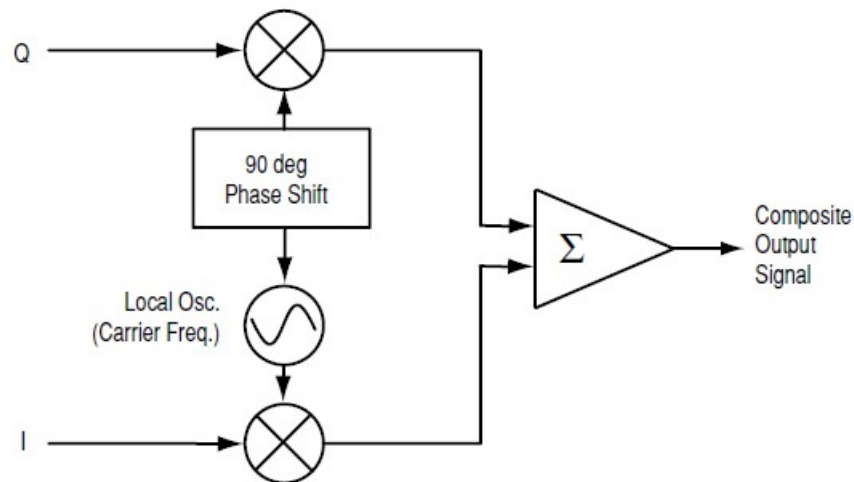 Q
90 deg
Phase Shift
Local Osc.
(Carrier Freq.)
Σ
Composite
Output
Signal
I